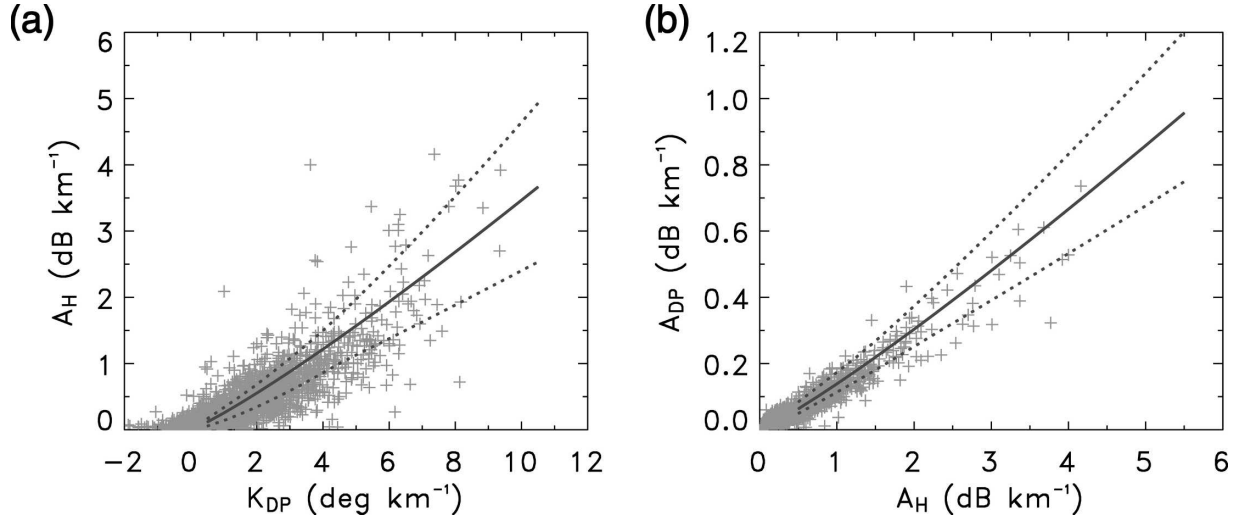 (a)
6
5
4
3
2
1
0
A_H (dB km⁻¹)
−2 0 2 4 6 8 10 12
K_DP (deg km⁻¹)
(b)
1.2
1.0
0.8
0.6
0.4
0.2
0.0
A_DP (dB km⁻¹)
0 1 2 3 4 5 6
A_H (dB km⁻¹)